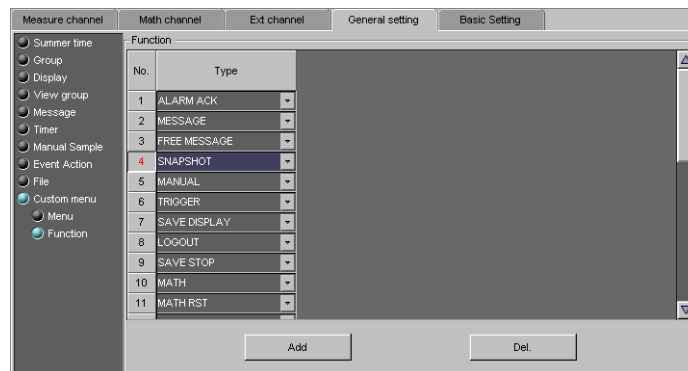 Measure channel Math channel Ext channel General setting Basic Setting
Summer time
Group
Display
View group
Message
Timer
Manual Sample
Event Action
File
Custom menu
Menu
Function
Function
No. Type
1 ALARM ACK
2 MESSAGE
3 FREE MESSAGE
4 SNAPSHOT
5 MANUAL
6 TRIGGER
7 SAVE DISPLAY
8 LOGOUT
9 SAVE STOP
10 MATH
11 MATH RST
Add Del.